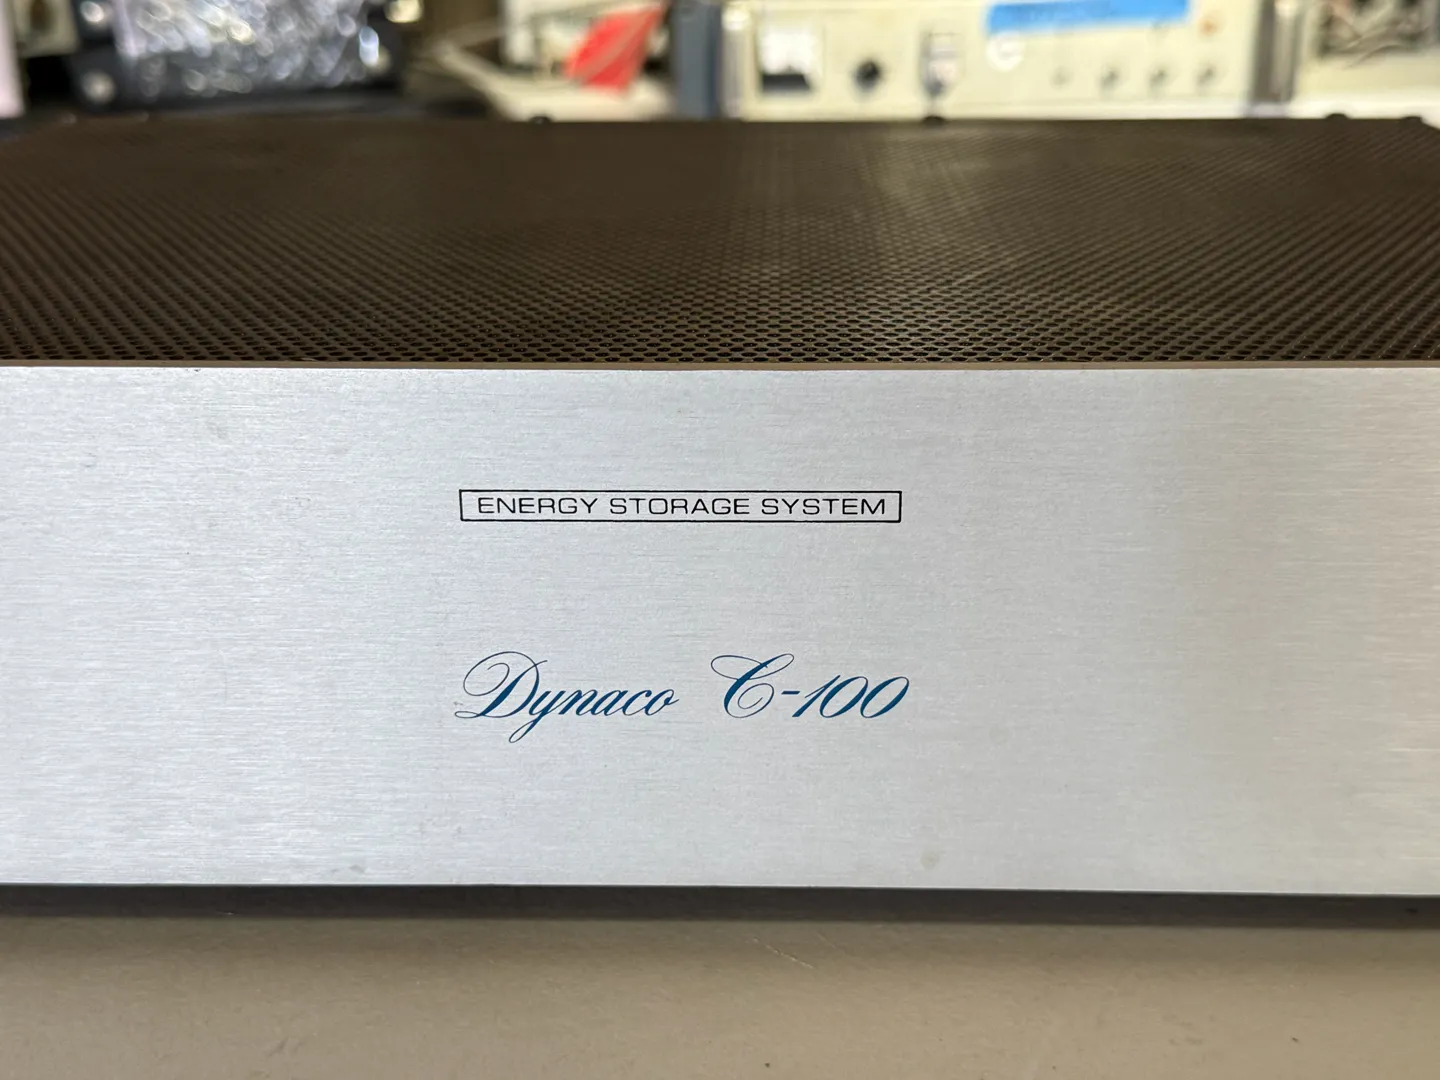 ENERGY STORAGE SYSTEM
Dynaco C-100